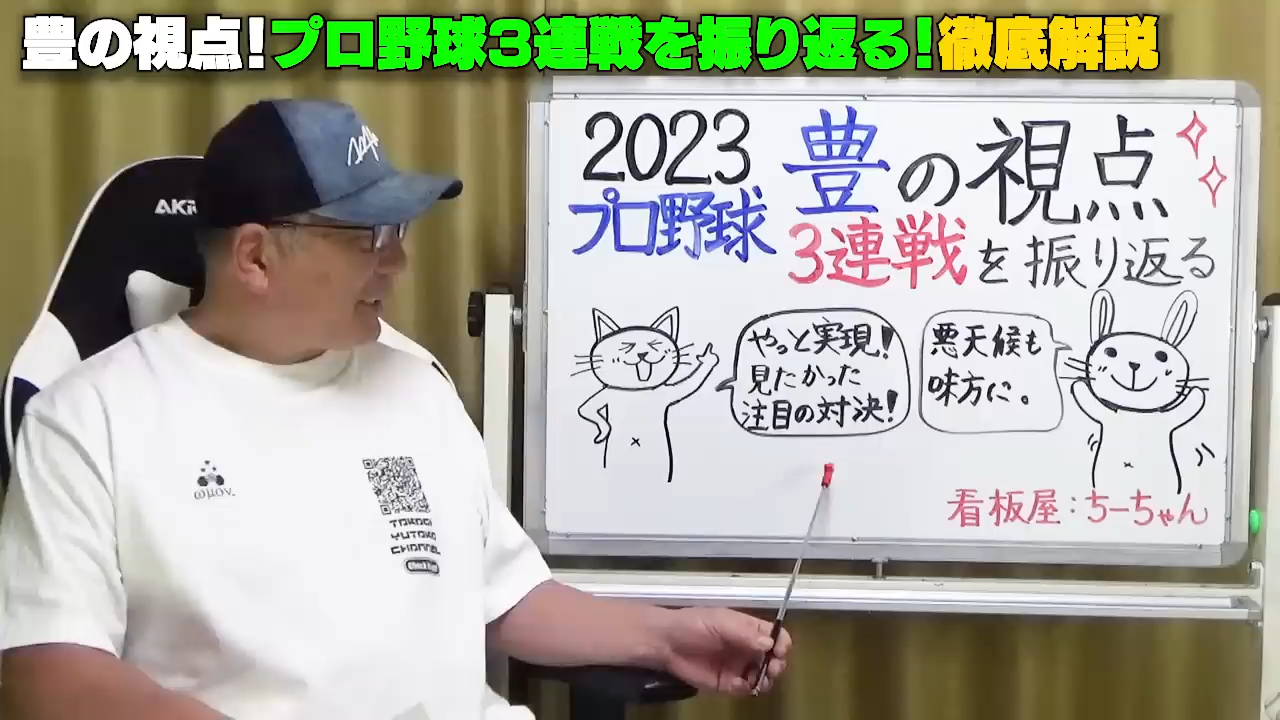 豊の視点!プロ野球3連戦を振り返る!徹底解説
2023
プロ野球
豊の視点
3連戦を振り返る
やっと実現!
見たかった
注目の対決!
悪天候も
味方に。
看板屋:ちーちゃん
ωμον.
CHANNEL